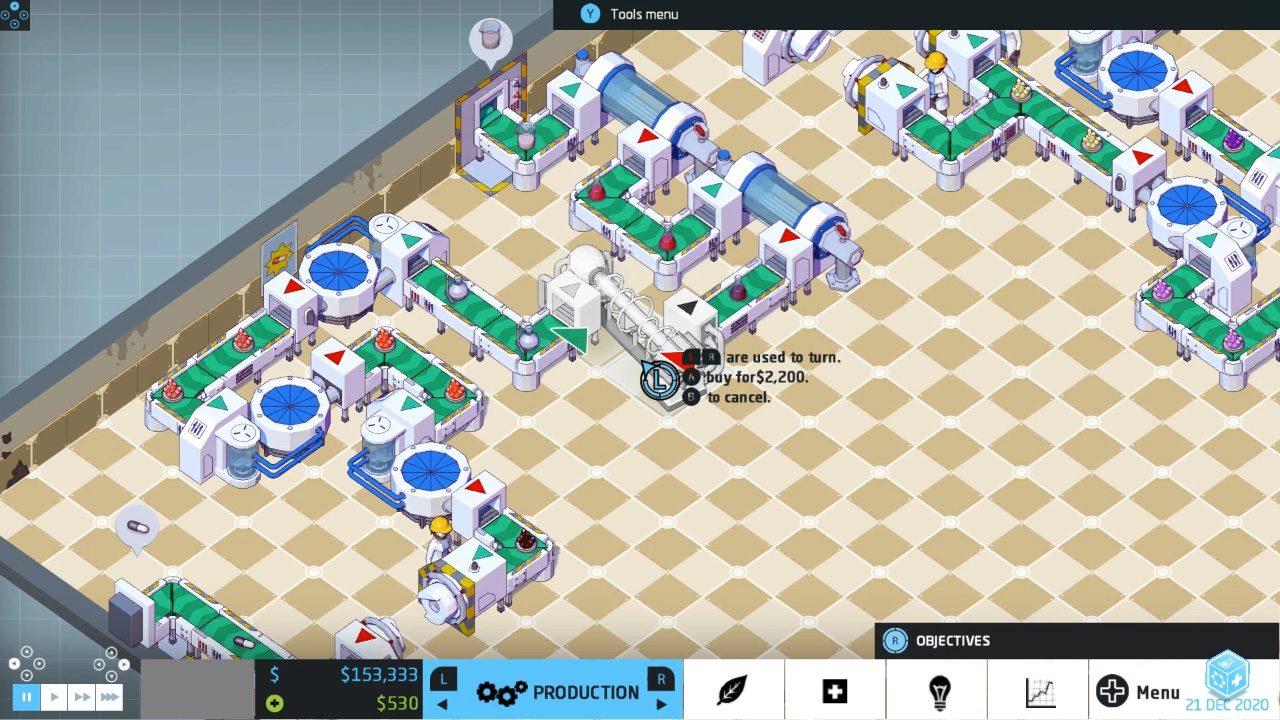 Y Tools menu
L R are used to turn.
A buy for$2,200.
B to cancel.
L
R OBJECTIVES
$ $153,333
$530
L PRODUCTION R
Menu
21 DEC 2020